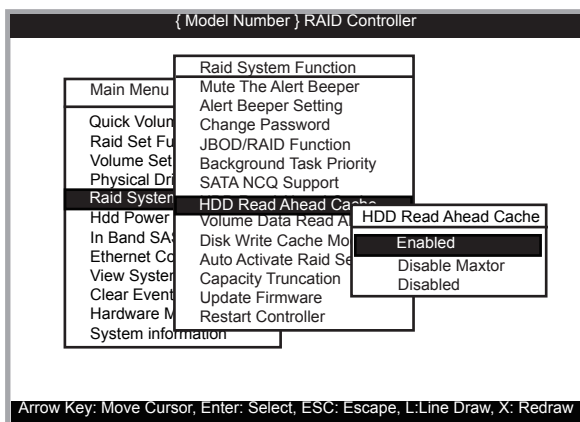 { Model Number } RAID Controller
Main Menu
Quick Volum
Raid Set Fu
Volume Set
Physical Dri
Raid System
Hdd Power
In Band SAS
Ethernet Co
View System
Clear Event
Hardware M
System information
Raid System Function
Mute The Alert Beeper
Alert Beeper Setting
Change Password
JBOD/RAID Function
Background Task Priority
SATA NCQ Support
HDD Read Ahead Cache
Volume Data Read A
Disk Write Cache Mo
Auto Activate Raid Se
Capacity Truncation
Update Firmware
Restart Controller
HDD Read Ahead Cache
Enabled
Disable Maxtor
Disabled
Arrow Key: Move Cursor, Enter: Select, ESC: Escape, L:Line Draw, X: Redraw